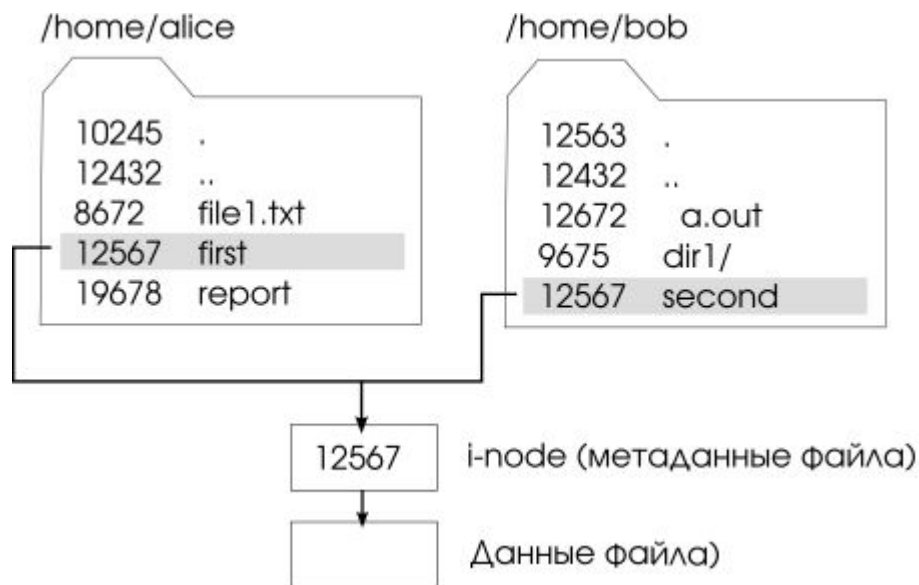 /home/alice
10245 .
12432 ..
8672 file1.txt
12567 first
19678 report
/home/bob
12563 .
12432 ..
12672 a.out
9675 dir1/
12567 second
12567
i-node (метаданные файла)
Данные файла)